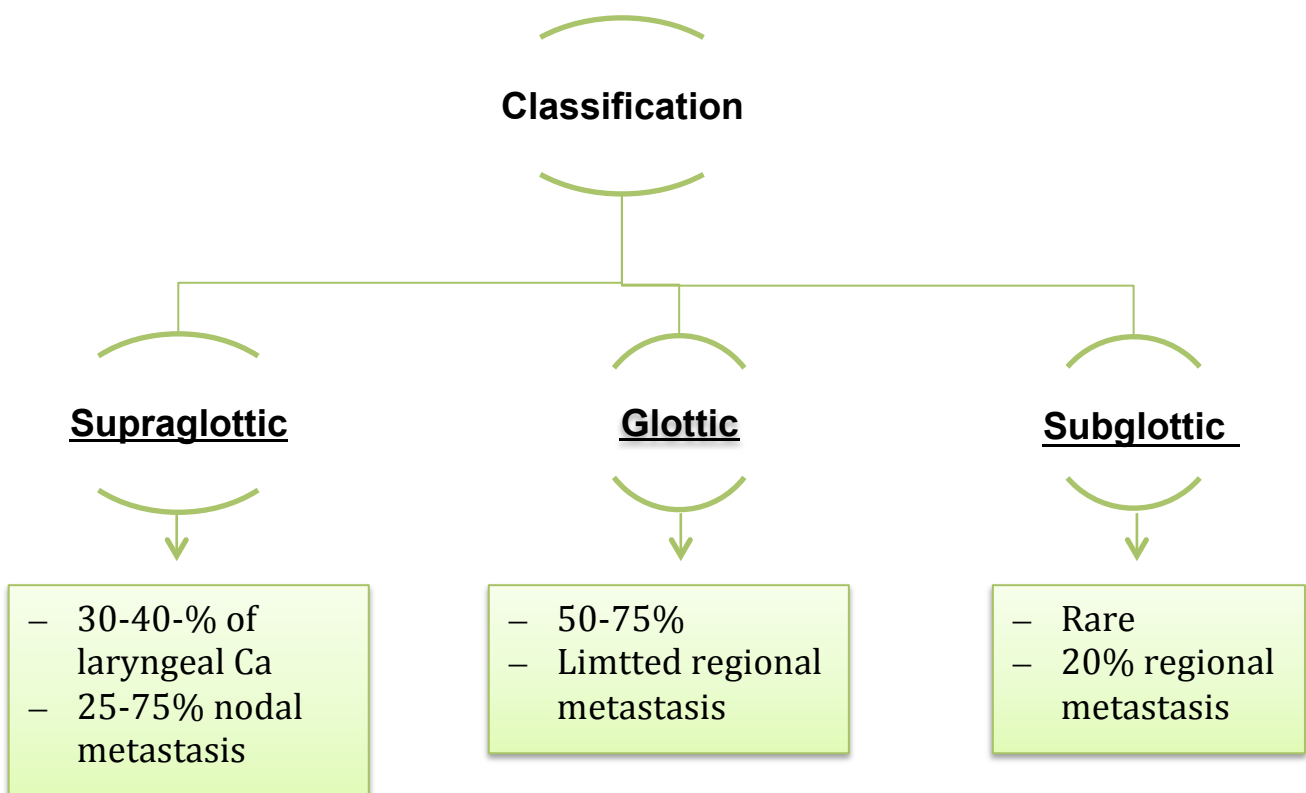 Classification
Supraglottic
Glottic
Subglottic
– 30-40-% of
laryngeal Ca
– 25-75% nodal
metastasis
– 50-75%
– Limtted regional
metastasis
– Rare
– 20% regional
metastasis